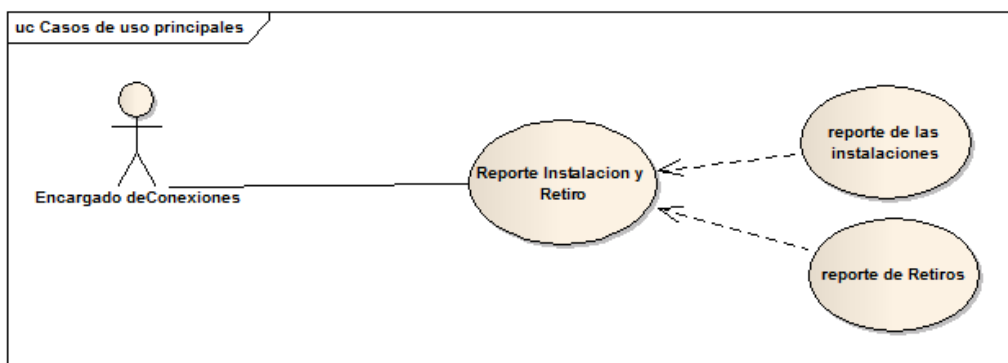 uc Casos de uso principales
Encargado deConexiones
Reporte Instalacion y
Retiro
reporte de las
instalaciones
reporte de Retiros